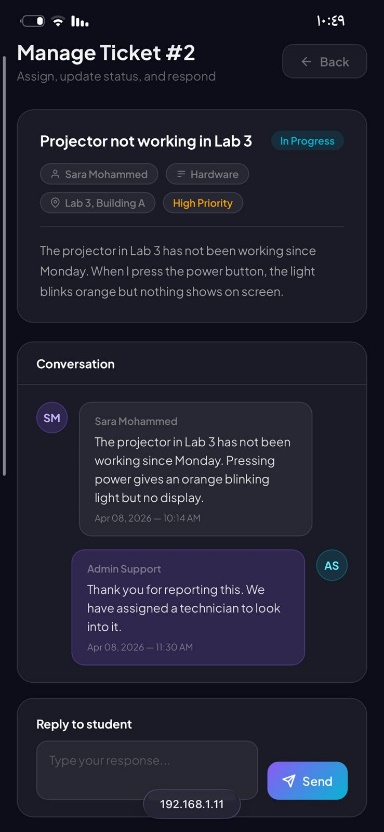 ١٠:٤٩
Manage Ticket #2
Assign, update status, and respond
Back
Projector not working in Lab 3
In Progress
Sara Mohammed
Hardware
Lab 3, Building A
High Priority
The projector in Lab 3 has not been working since
Monday. When I press the power button, the light
blinks orange but nothing shows on screen.
Conversation
SM
Sara Mohammed
The projector in Lab 3 has not been
working since Monday. Pressing
power gives an orange blinking
light but no display.
Apr 08, 2026 — 10:14 AM
Admin Support
AS
Thank you for reporting this. We
have assigned a technician to look
into it.
Apr 08, 2026 — 11:30 AM
Reply to student
Type your response...
Send
192.168.1.11